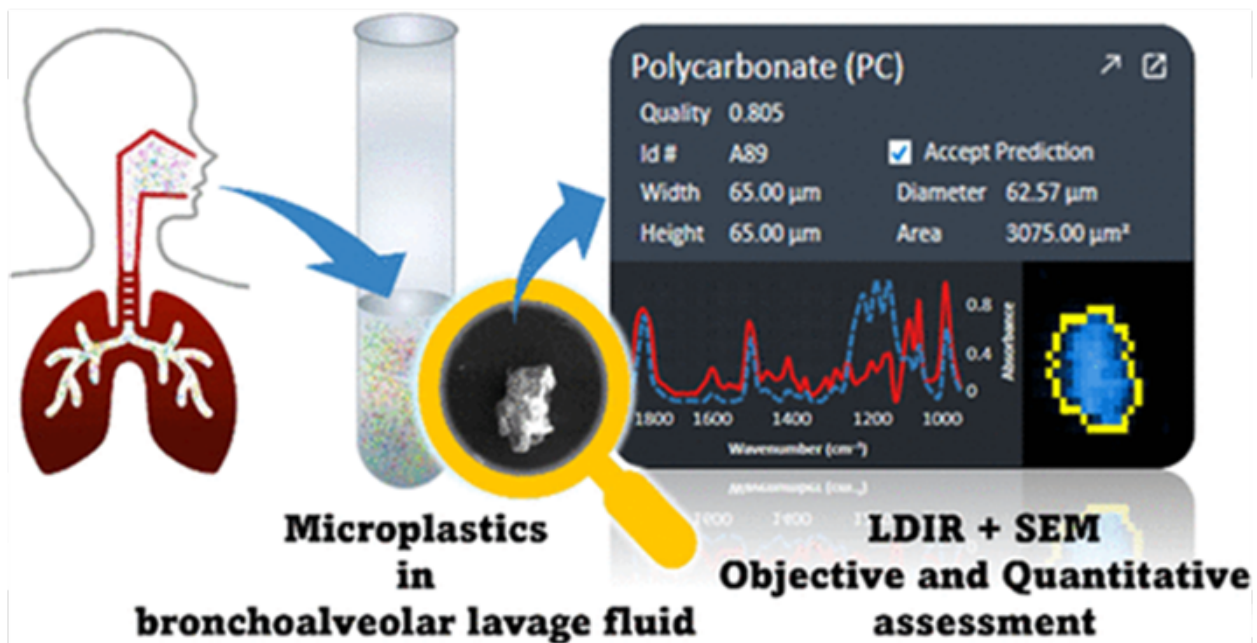 Polycarbonate (PC)
Quality 0.805
Id # A89 Accept Prediction
Width 65.00 µm Diameter 62.57 µm
Height 65.00 µm Area 3075.00 µm²
0.8
0.4
0
Absorbance
1800 1600 1400 1200 1000
Wavenumber (cm⁻¹)
Microplastics
in
bronchoalveolar lavage fluid
LDIR + SEM
Objective and Quantitative
assessment